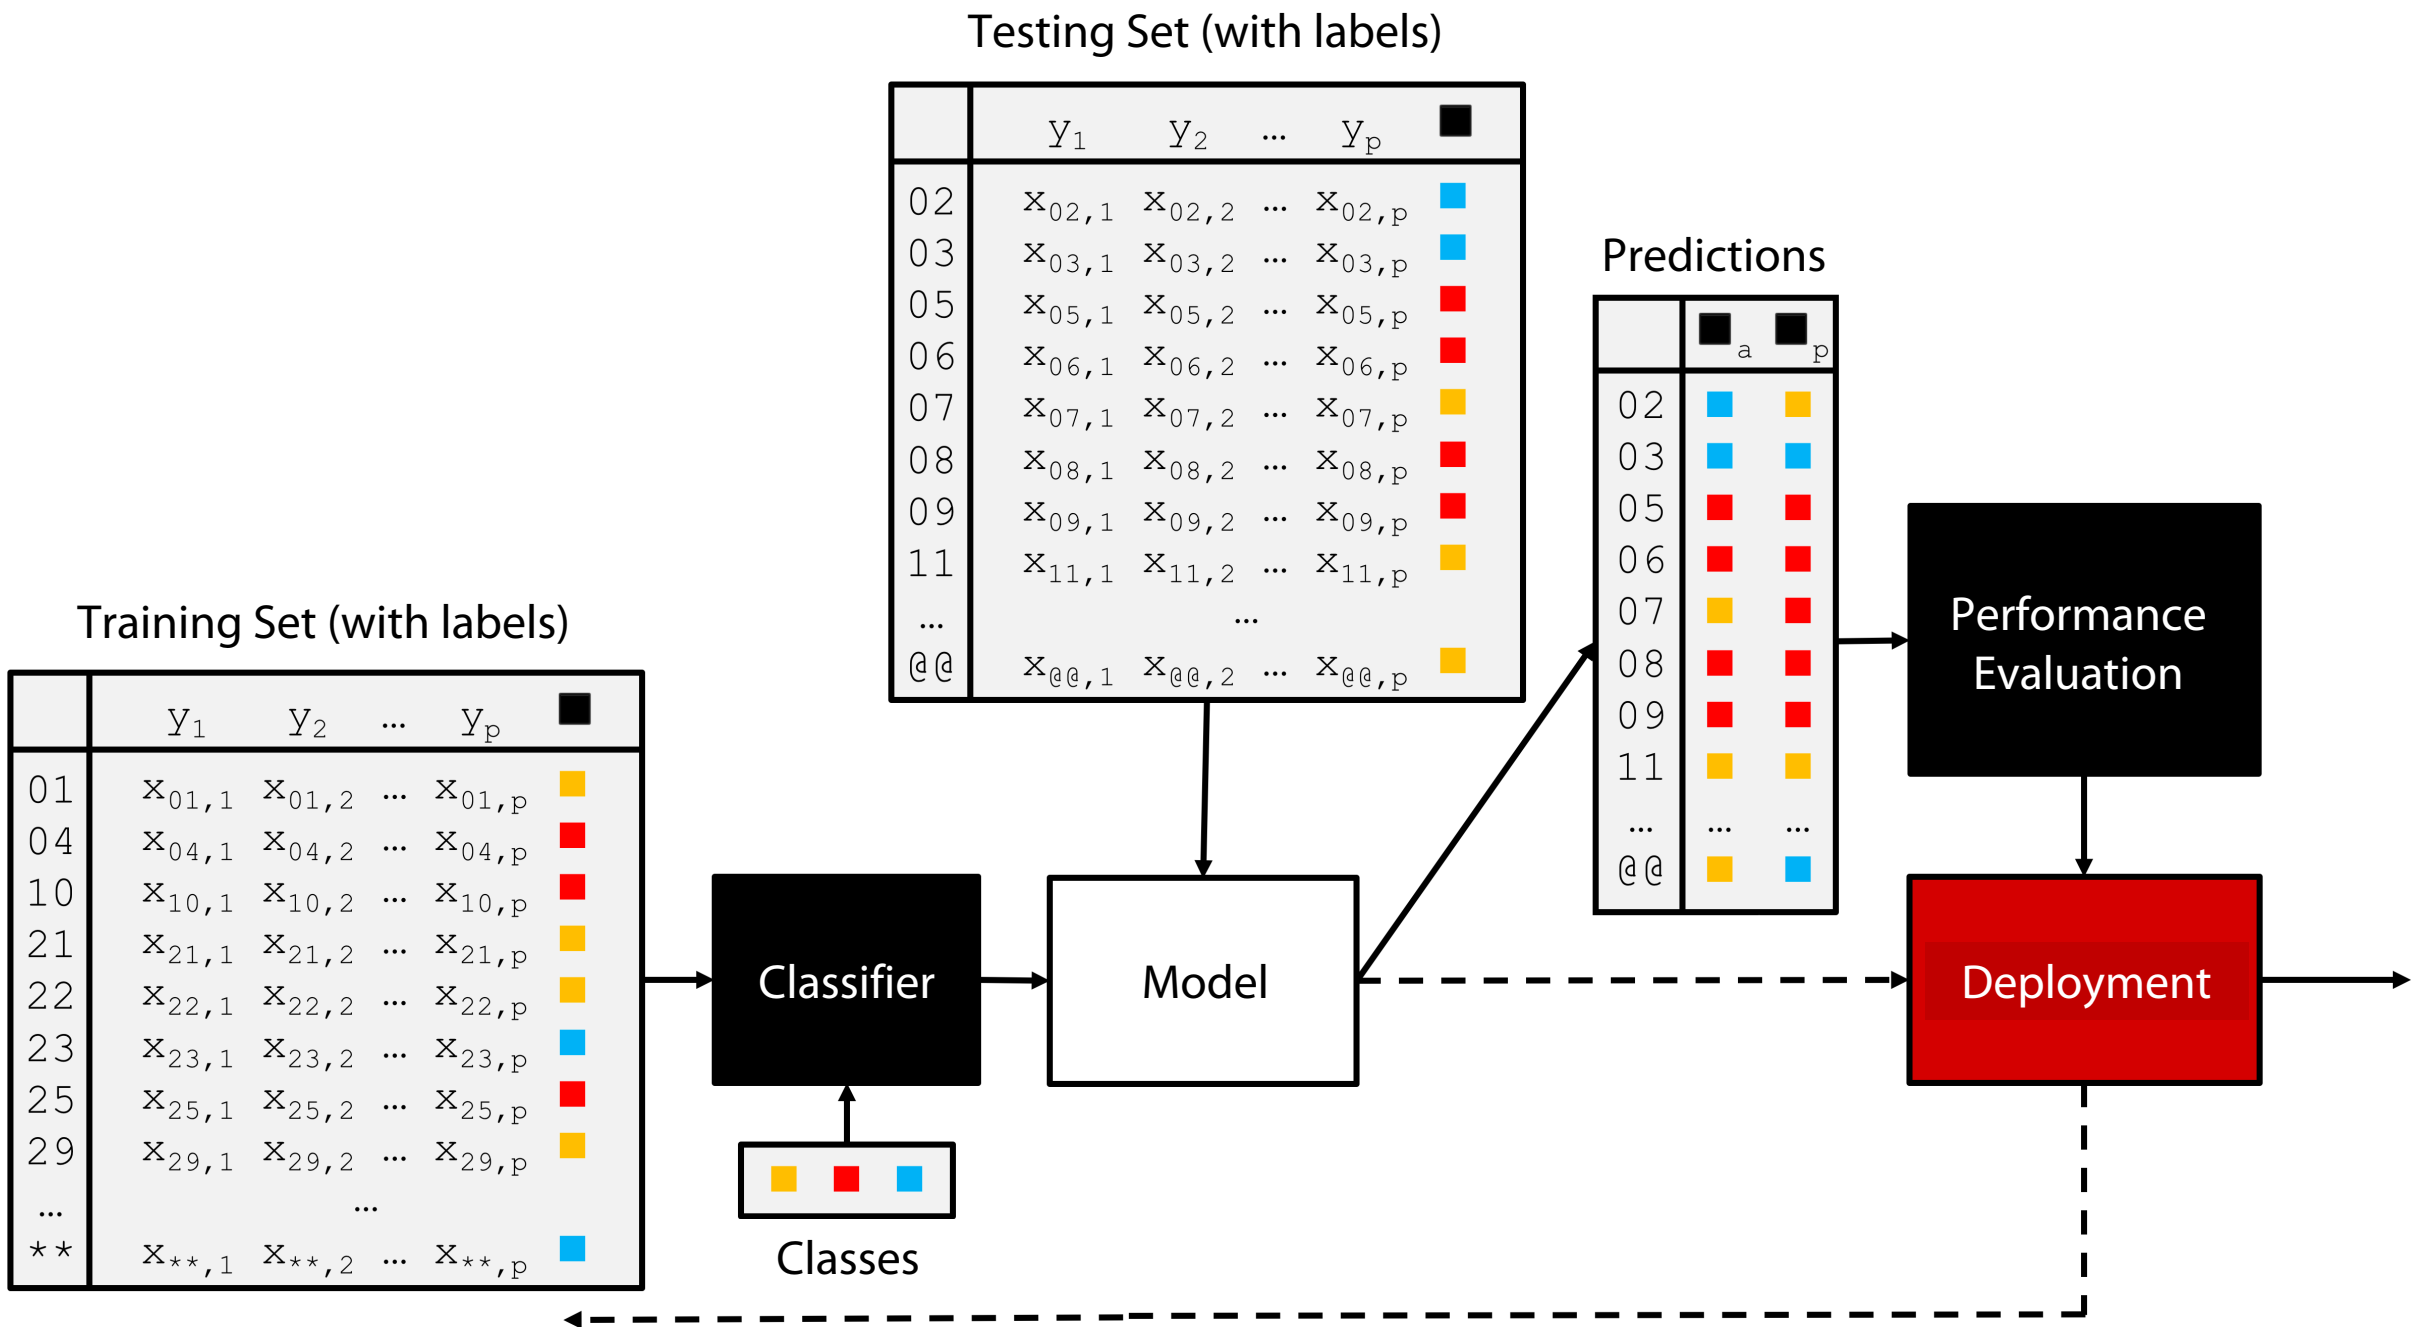 Testing Set (with labels)
y1 y2 … yp
02 x02,1 x02,2 … x02,p
03 x03,1 x03,2 … x03,p
05 x05,1 x05,2 … x05,p
06 x06,1 x06,2 … x06,p
07 x07,1 x07,2 … x07,p
08 x08,1 x08,2 … x08,p
09 x09,1 x09,2 … x09,p
11 x11,1 x11,2 … x11,p
… …
@@ x@@,1 x@@,2 … x@@,p
Predictions
a p
02
03
05
06
07
08
09
11
… … …
@@
Performance
Evaluation
Training Set (with labels)
y1 y2 … yp
01 x01,1 x01,2 … x01,p
04 x04,1 x04,2 … x04,p
10 x10,1 x10,2 … x10,p
21 x21,1 x21,2 … x21,p
22 x22,1 x22,2 … x22,p
23 x23,1 x23,2 … x23,p
25 x25,1 x25,2 … x25,p
29 x29,1 x29,2 … x29,p
… …
** x**,1 x**,2 … x**,p
Classifier
Model
Deployment
Classes